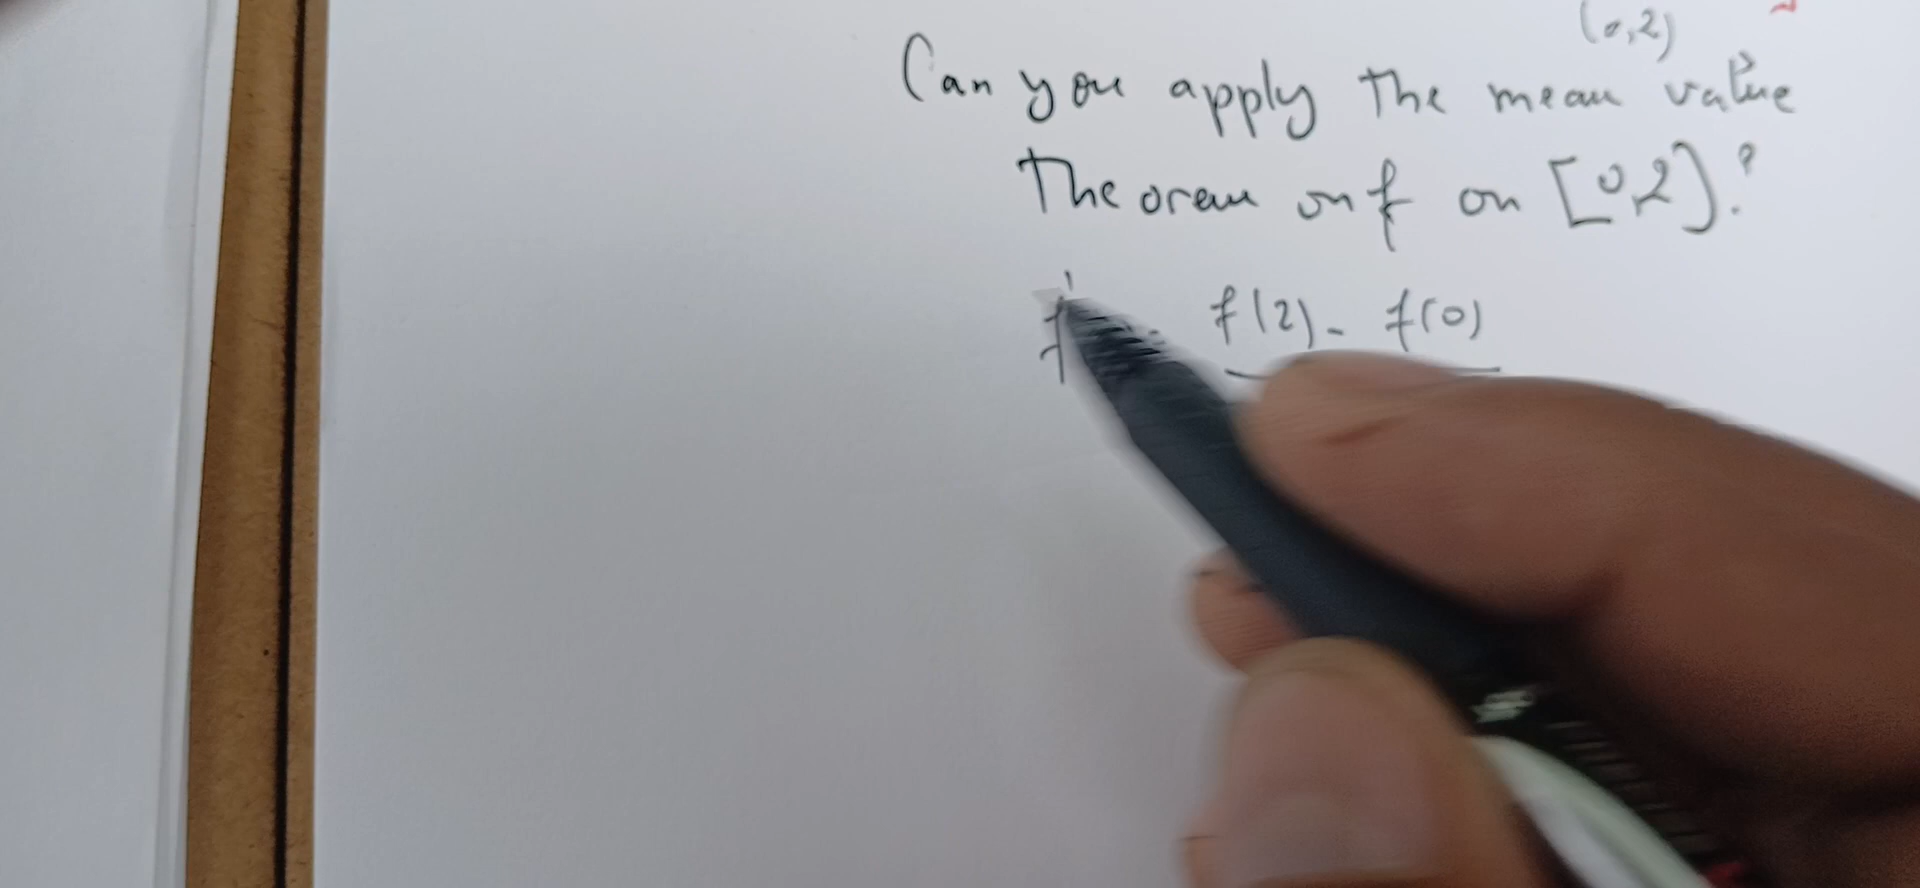 (0,2)
Can you apply the mean value
Theorem on f on [0,2]?
f' f(2) - f(0)